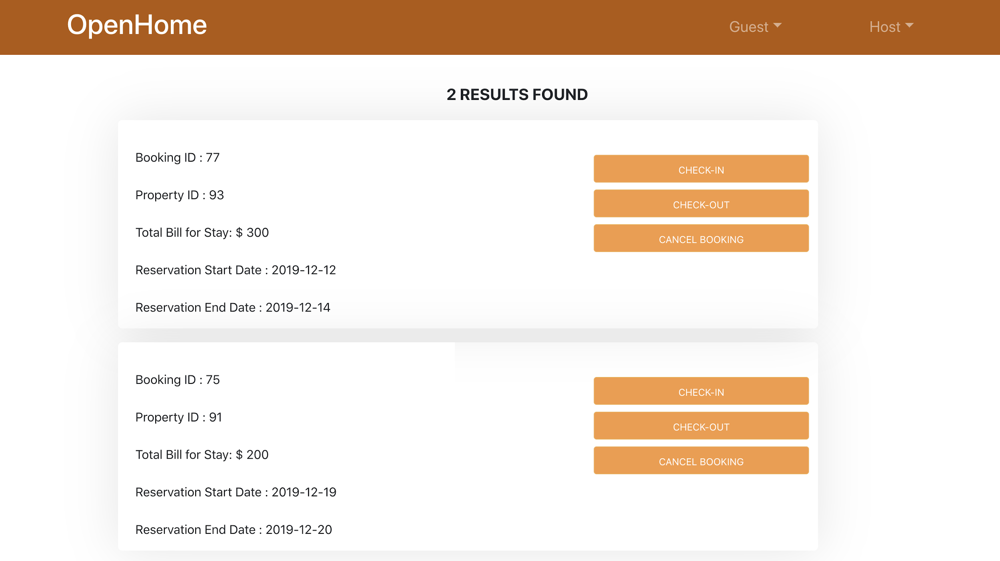 OpenHome
Guest
Host
2 RESULTS FOUND
Booking ID : 77
Property ID : 93
Total Bill for Stay: $ 300
Reservation Start Date : 2019-12-12
Reservation End Date : 2019-12-14
CHECK-IN
CHECK-OUT
CANCEL BOOKING
Booking ID : 75
Property ID : 91
Total Bill for Stay: $ 200
Reservation Start Date : 2019-12-19
Reservation End Date : 2019-12-20
CHECK-IN
CHECK-OUT
CANCEL BOOKING